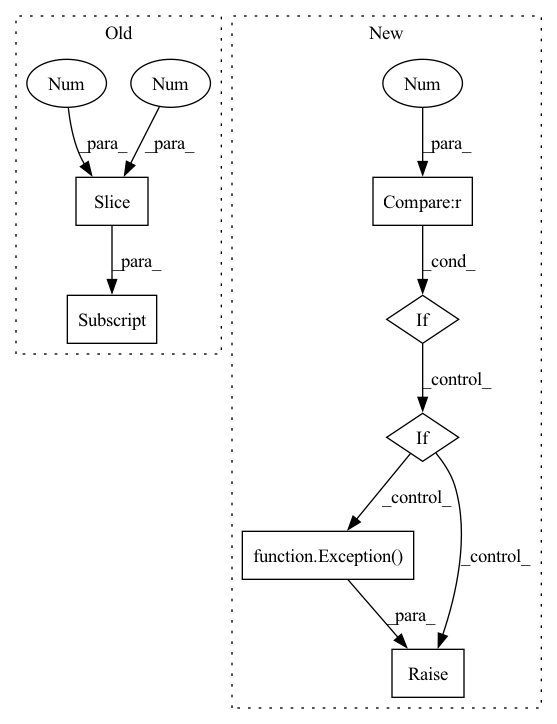 Old
New
Num
Num
Num
_para_
_para_
_para_
Slice
Compare:r
_para_
_cond_
Subscript
If
_control_
If
_control_
function.Exception()
_control_
_para_
Raise